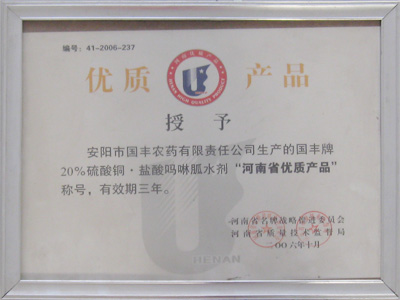 编号: 41-2006-237
优质 产品
授予
安阳市国丰农药有限责任公司生产的国丰牌
20%硫酸铜·盐酸吗啉胍水剂“河南省优质产品”
称号，有效期三年。
河南省名牌战略推进委员会
河南省质量技术监督局
二00六年十月
HENAN